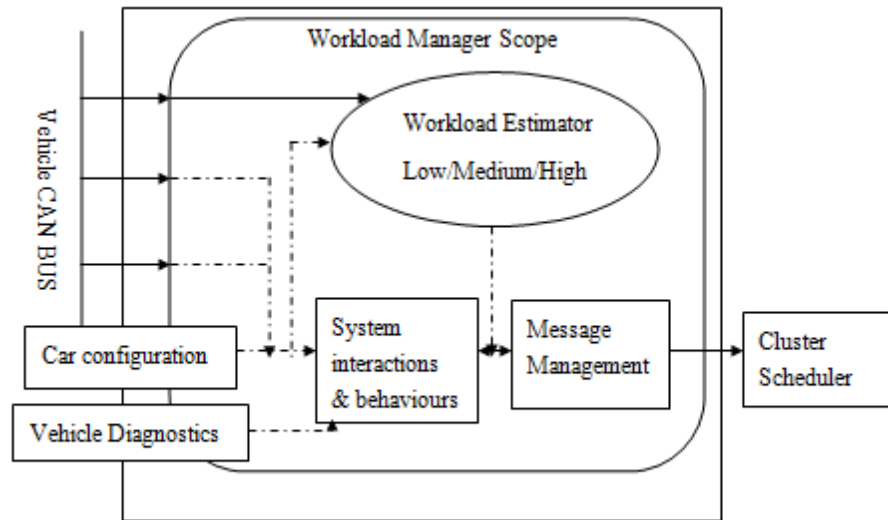 Workload Manager Scope
Vehicle CAN BUS
Workload Estimator
Low/Medium/High
Car configuration
System
interactions
& behaviours
Message
Management
Cluster
Scheduler
Vehicle Diagnostics